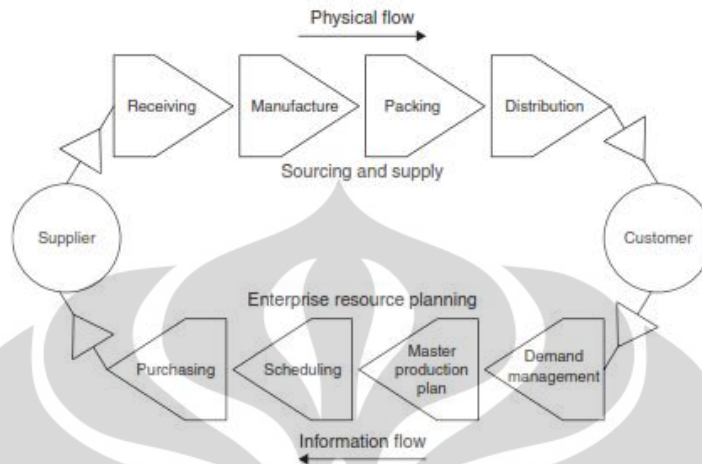 Physical flow
Receiving
Manufacture
Packing
Distribution
Sourcing and supply
Supplier
Customer
Enterprise resource planning
Purchasing
Scheduling
Master
production
plan
Demand
management
Information flow